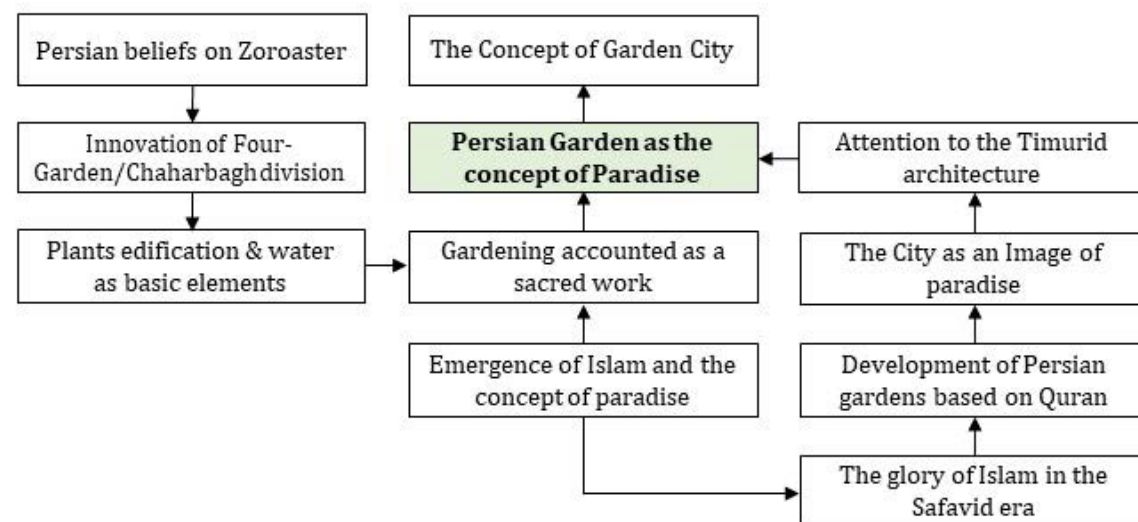 Persian beliefs on Zoroaster
Innovation of Four-
Garden/Chaharbagh division
Plants edification & water
as basic elements
The Concept of Garden City
Persian Garden as the
concept of Paradise
Gardening accounted as a
sacred work
Emergence of Islam and the
concept of paradise
Attention to the Timurid
architecture
The City as an Image of
paradise
Development of Persian
gardens based on Quran
The glory of Islam in the
Safavid era